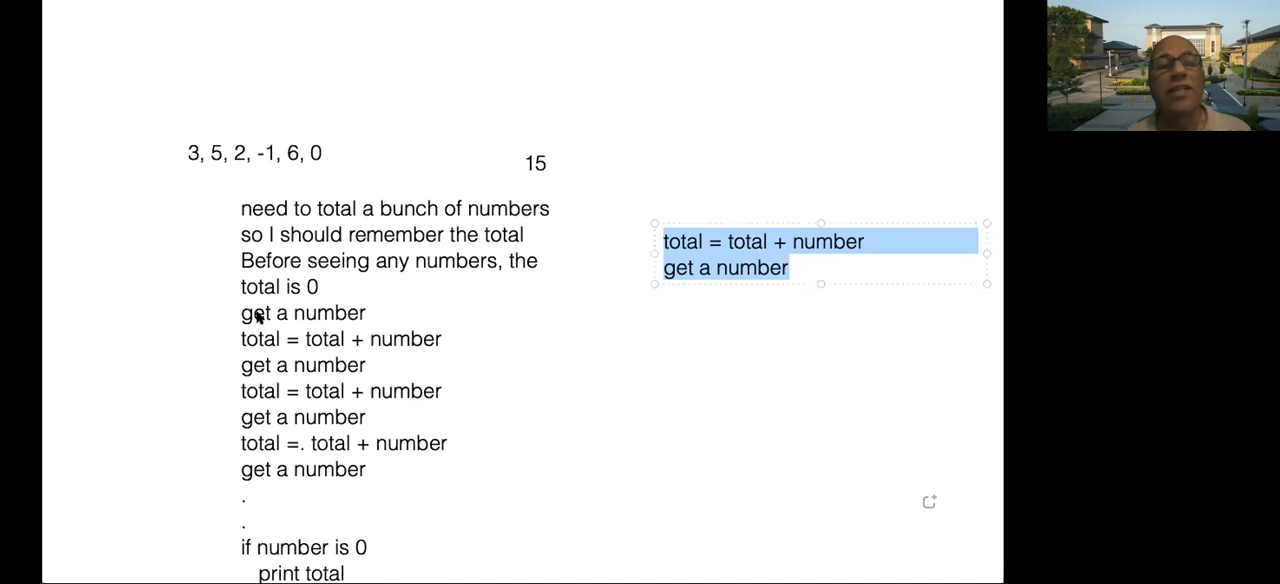 3, 5, 2, -1, 6, 0
15
need to total a bunch of numbers
so I should remember the total
Before seeing any numbers, the
total is 0
get a number
total = total + number
get a number
total = total + number
get a number
total =. total + number
get a number
.
.
if number is 0
print total
total = total + number
get a number